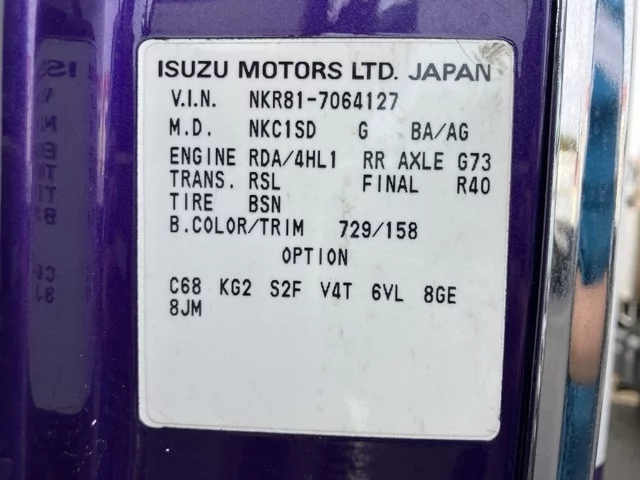 ISUZU MOTORS LTD. JAPAN
V.I.N. NKR81-7064127
M.D. NKC1SD G BA/AG
ENGINE RDA/4HL1 RR AXLE G73
TRANS. RSL FINAL R40
TIRE BSN
B.COLOR/TRIM 729/158
OPTION
C68 KG2 S2F V4T 6VL 8GE
8JM